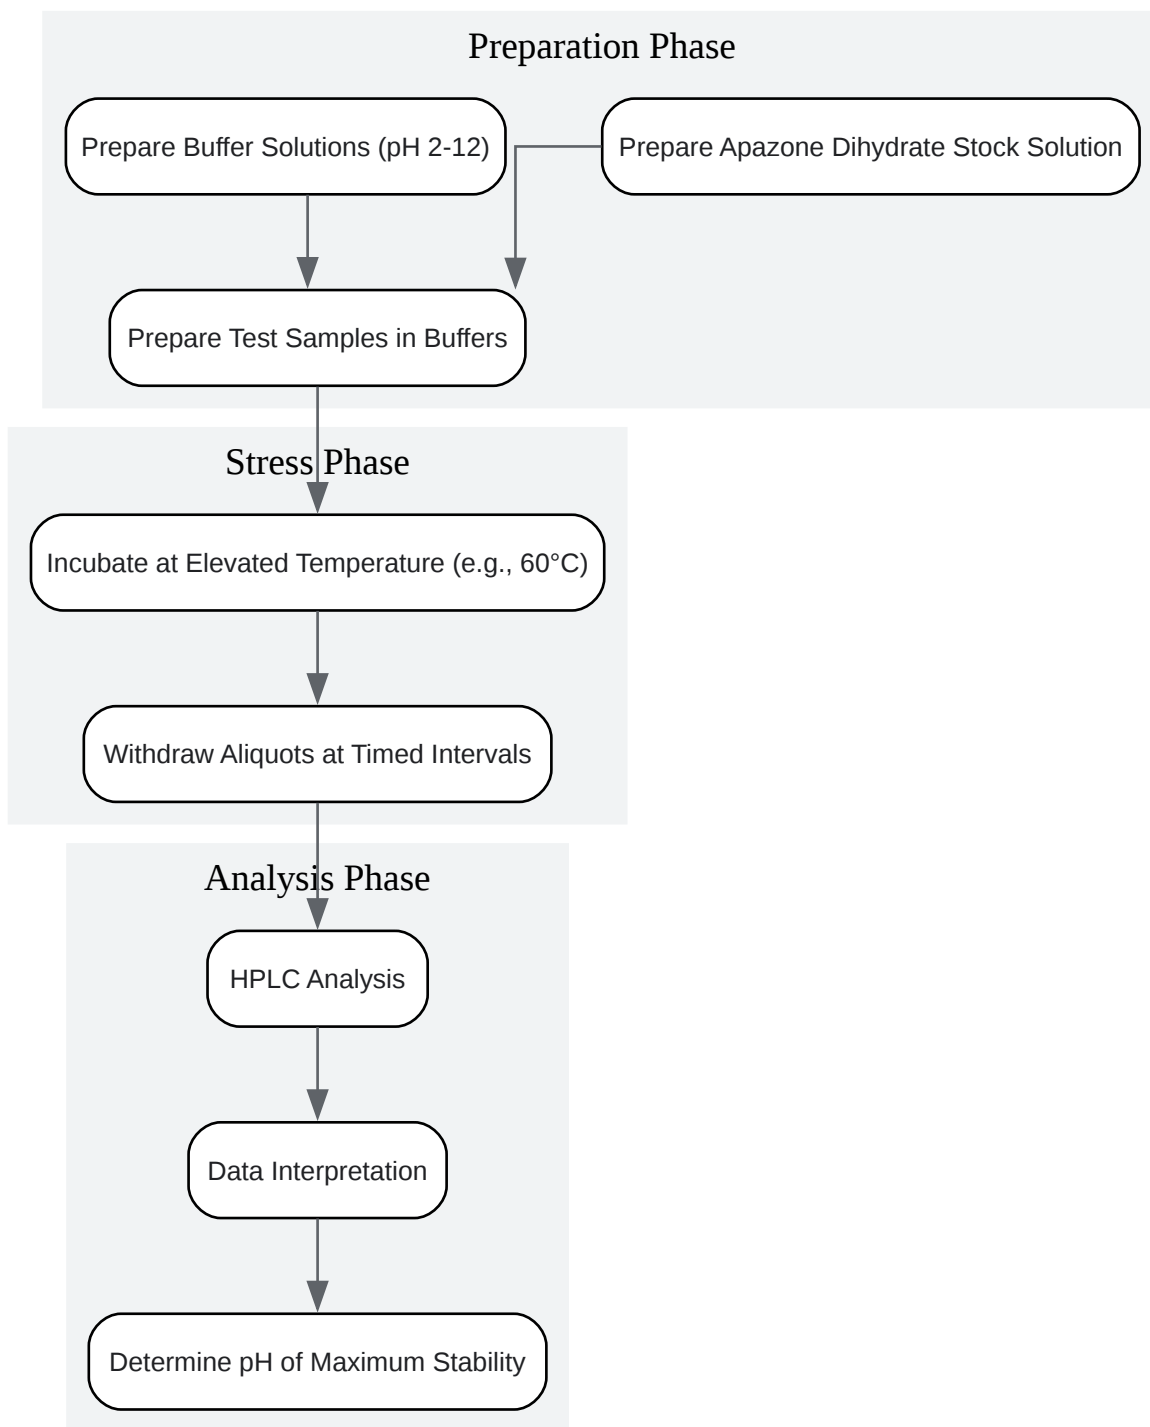 Preparation Phase
Prepare Buffer Solutions (pH 2-12)
Prepare Apazone Dihydrate Stock Solution
Prepare Test Samples in Buffers
Stress Phase
Incubate at Elevated Temperature (e.g., 60°C)
Withdraw Aliquots at Timed Intervals
Analysis Phase
HPLC Analysis
Data Interpretation
Determine pH of Maximum Stability